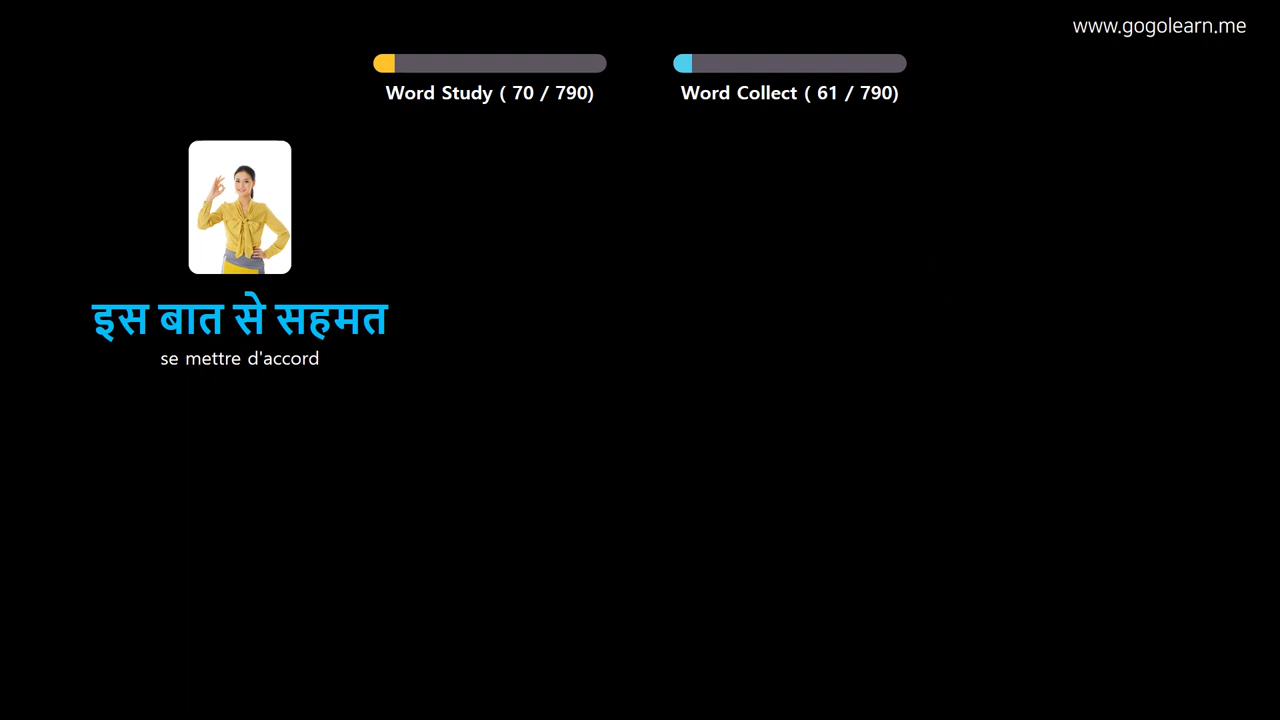 www.gogolearn.me
Word Study ( 70 / 790)
Word Collect ( 61 / 790)
इस बात से सहमत
se mettre d'accord